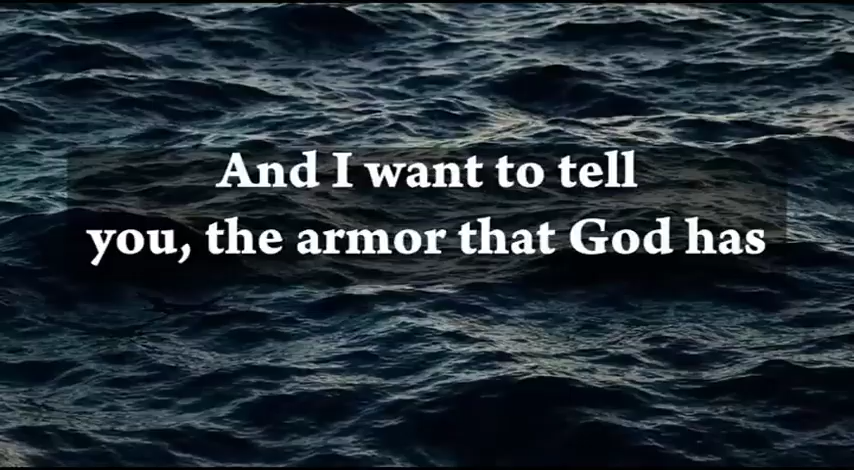 And I want to tell
you, the armor that God has